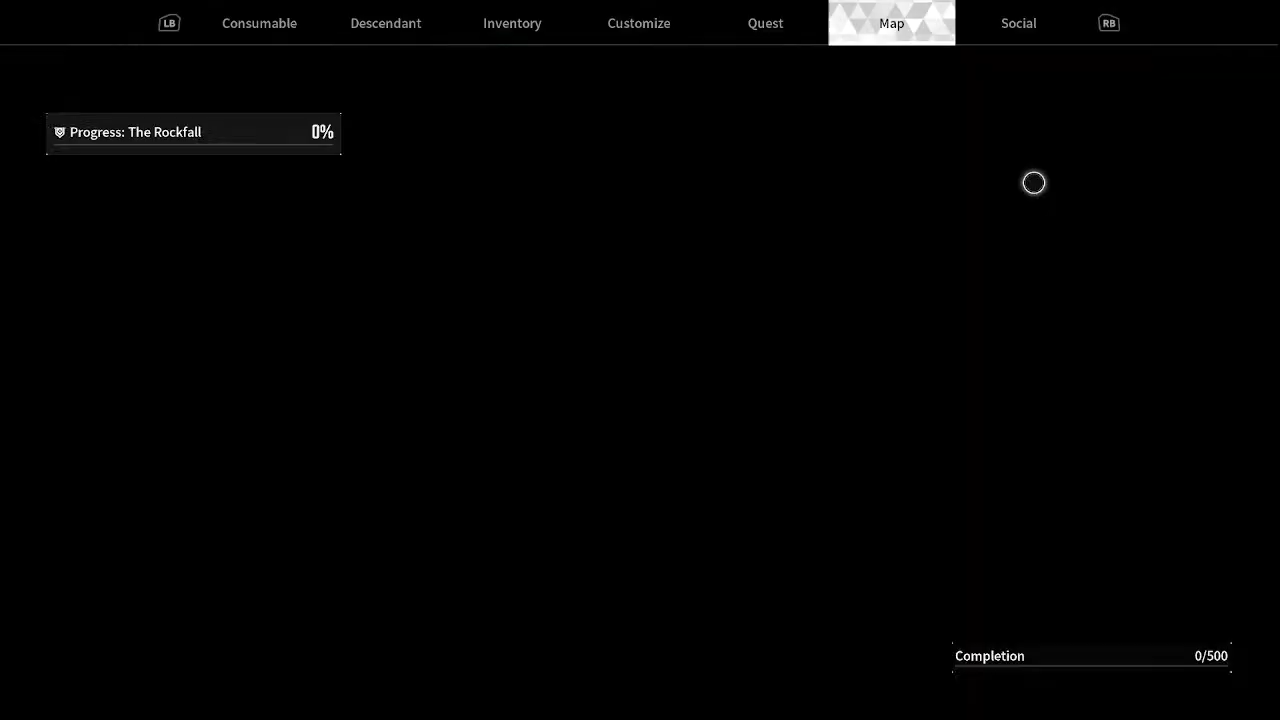 LB Consumable Descendant Inventory Customize Quest Map Social RB
Progress: The Rockfall 0%
Completion 0/500